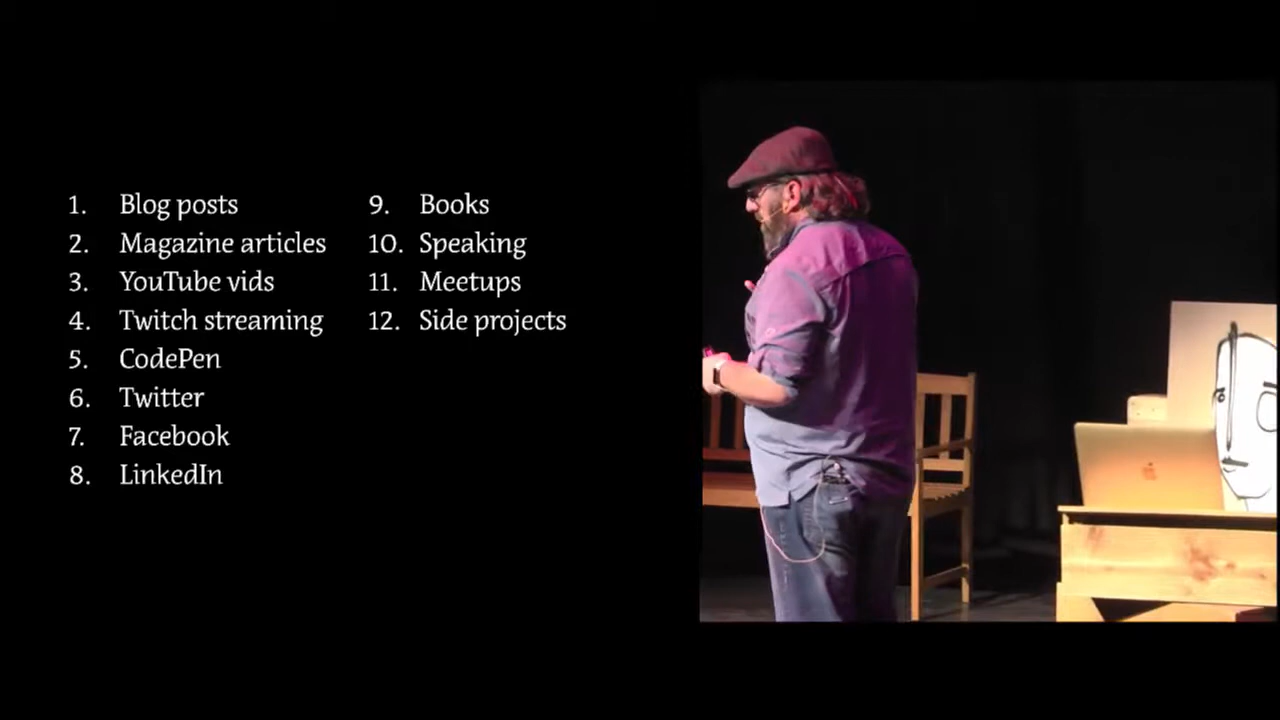 1. Blog posts
2. Magazine articles
3. YouTube vids
4. Twitch streaming
5. CodePen
6. Twitter
7. Facebook
8. LinkedIn
9. Books
10. Speaking
11. Meetups
12. Side projects